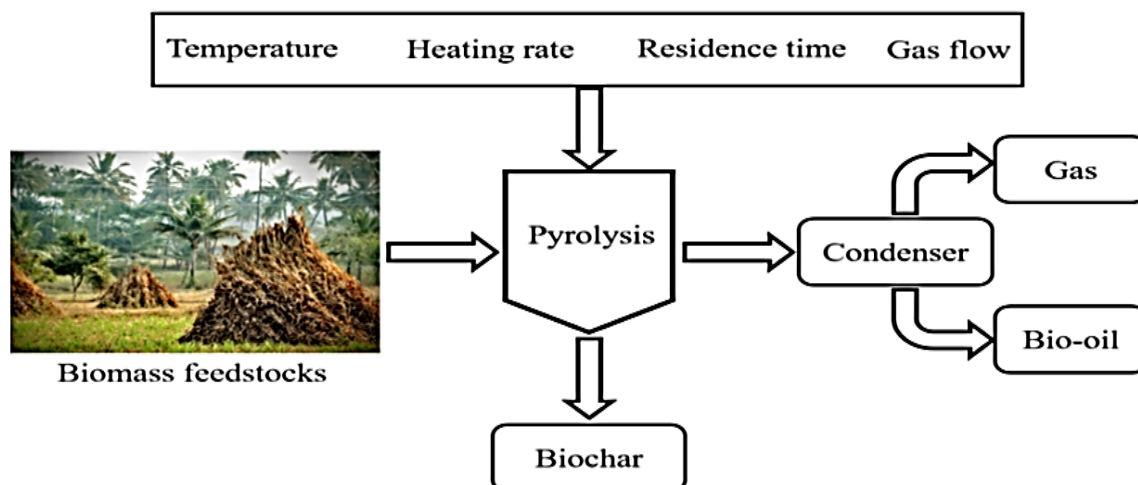 Temperature Heating rate Residence time Gas flow
Gas
Pyrolysis
Condenser
Bio-oil
Biomass feedstocks
Biochar